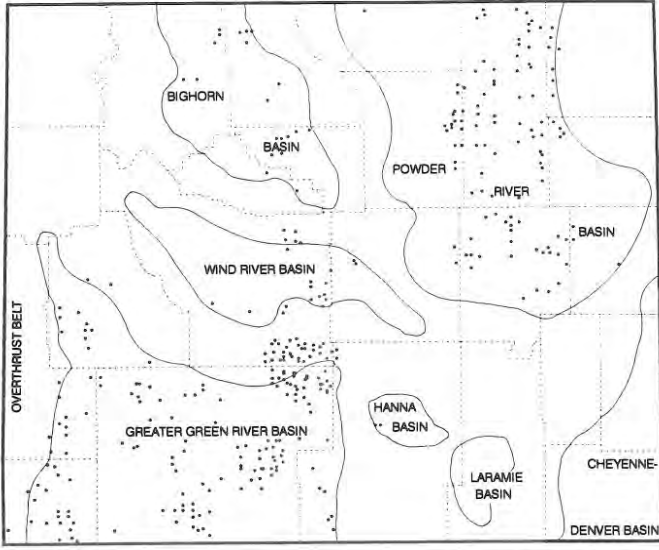 BIGHORN
BASIN
POWDER
RIVER
BASIN
WIND RIVER BASIN
OVERTHRUST BELT
HANNA
BASIN
GREATER GREEN RIVER BASIN
CHEYENNE-
LARAMIE
BASIN
DENVER BASIN